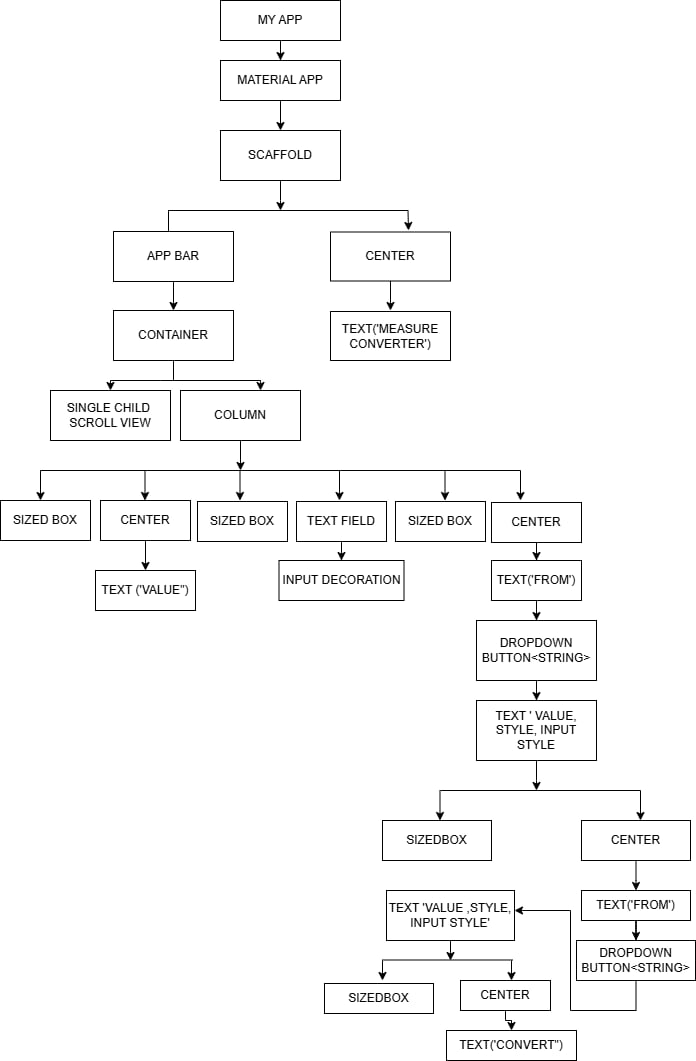 MY APP
MATERIAL APP
SCAFFOLD
APP BAR
CENTER
CONTAINER
TEXT('MEASURE
CONVERTER')
SINGLE CHILD
SCROLL VIEW
COLUMN
SIZED BOX
CENTER
SIZED BOX
TEXT FIELD
SIZED BOX
CENTER
TEXT ('VALUE")
INPUT DECORATION
TEXT('FROM')
DROPDOWN
BUTTON<STRING>
TEXT ' VALUE,
STYLE, INPUT
STYLE
SIZEDBOX
CENTER
TEXT('FROM')
DROPDOWN
BUTTON<STRING>
TEXT 'VALUE ,STYLE,
INPUT STYLE'
SIZEDBOX
CENTER
TEXT('CONVERT")